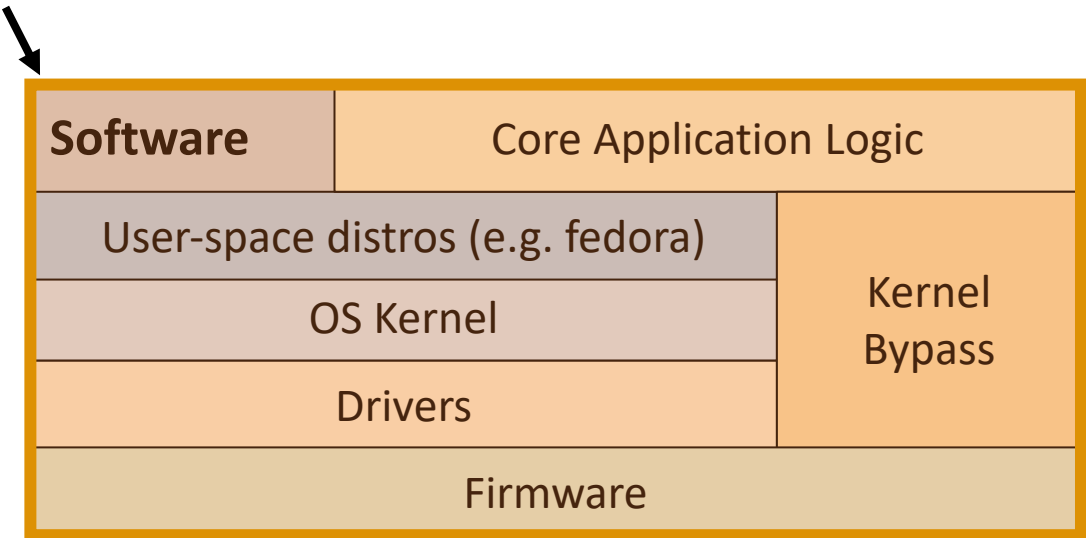 Software
Core Application Logic
User-space distros (e.g. fedora)
OS Kernel
Kernel
Bypass
Drivers
Firmware